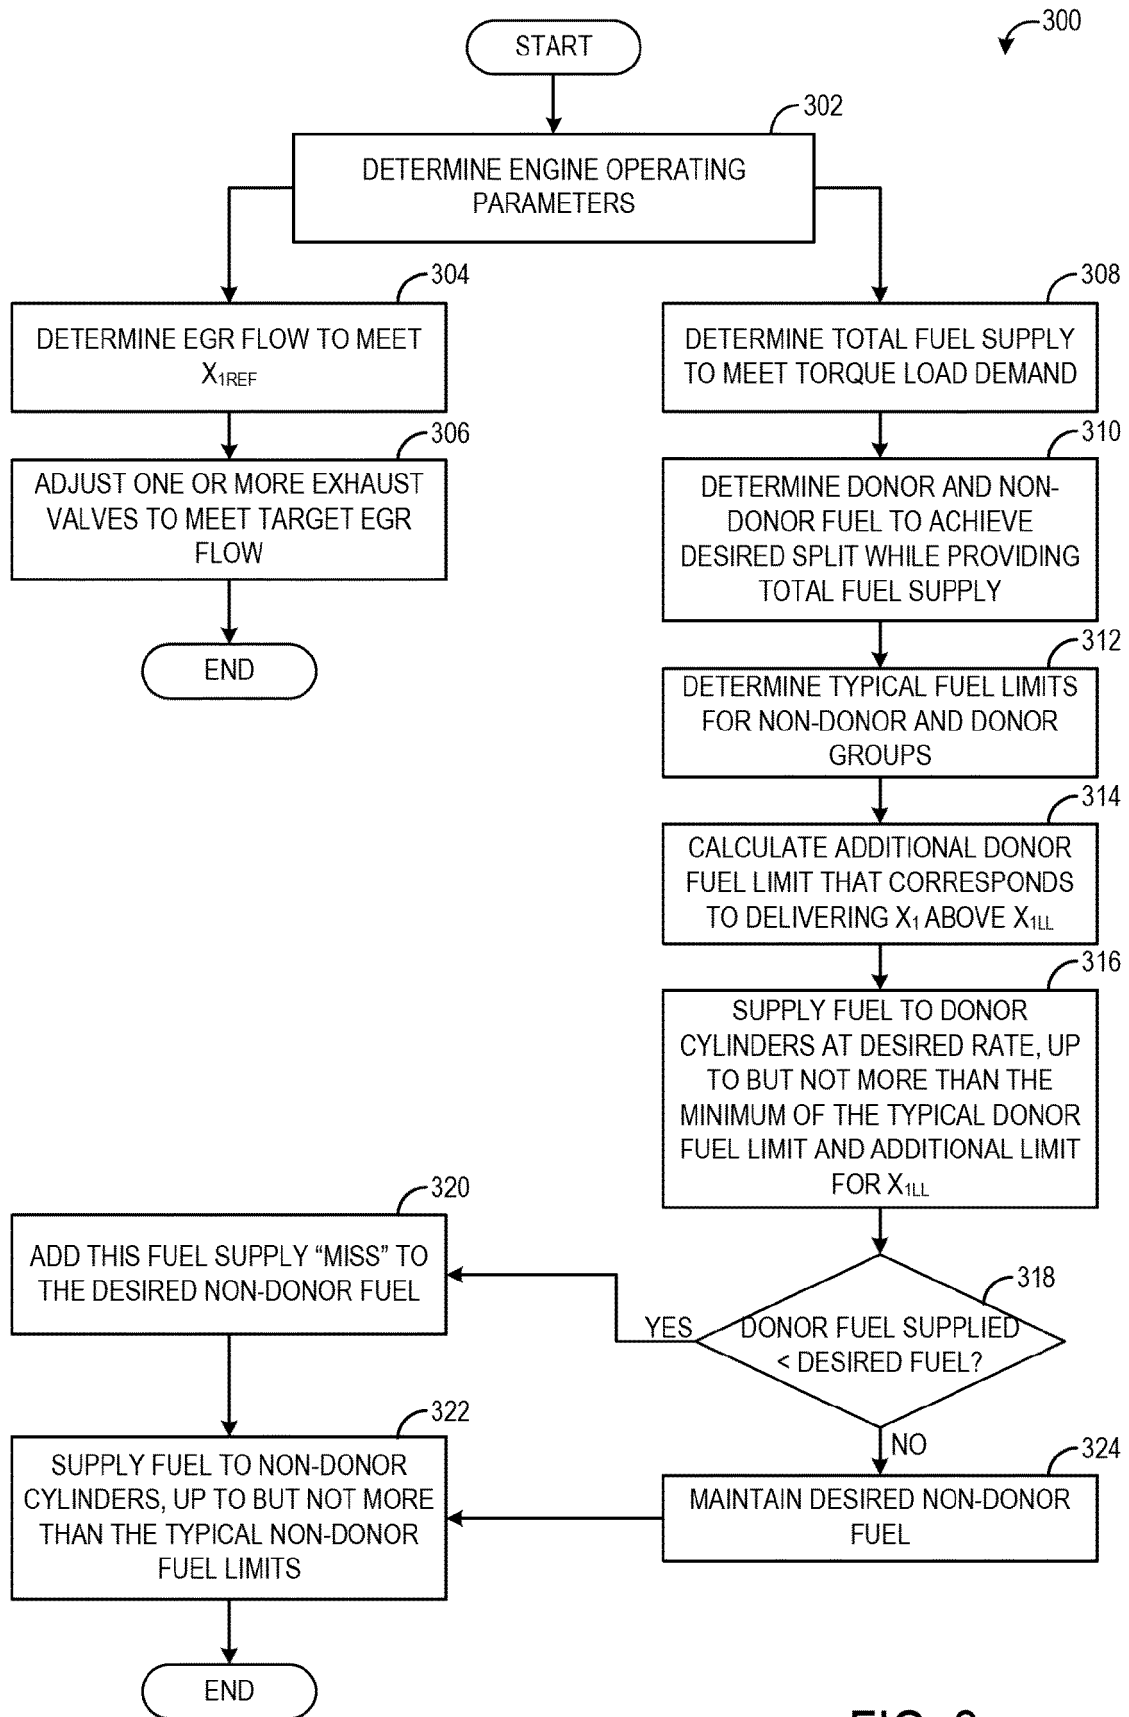 START
300
302
DETERMINE ENGINE OPERATING
PARAMETERS
304
DETERMINE EGR FLOW TO MEET
X1REF
306
ADJUST ONE OR MORE EXHAUST
VALVES TO MEET TARGET EGR
FLOW
END
308
DETERMINE TOTAL FUEL SUPPLY
TO MEET TORQUE LOAD DEMAND
310
DETERMINE DONOR AND NON-
DONOR FUEL TO ACHIEVE
DESIRED SPLIT WHILE PROVIDING
TOTAL FUEL SUPPLY
312
DETERMINE TYPICAL FUEL LIMITS
FOR NON-DONOR AND DONOR
GROUPS
314
CALCULATE ADDITIONAL DONOR
FUEL LIMIT THAT CORRESPONDS
TO DELIVERING X1 ABOVE X1LL
316
SUPPLY FUEL TO DONOR
CYLINDERS AT DESIRED RATE, UP
TO BUT NOT MORE THAN THE
MINIMUM OF THE TYPICAL DONOR
FUEL LIMIT AND ADDITIONAL LIMIT
FOR X1LL
318
DONOR FUEL SUPPLIED
< DESIRED FUEL?
YES
NO
320
ADD THIS FUEL SUPPLY “MISS” TO
THE DESIRED NON-DONOR FUEL
324
MAINTAIN DESIRED NON-DONOR
FUEL
322
SUPPLY FUEL TO NON-DONOR
CYLINDERS, UP TO BUT NOT MORE
THAN THE TYPICAL NON-DONOR
FUEL LIMITS
END
FIG.